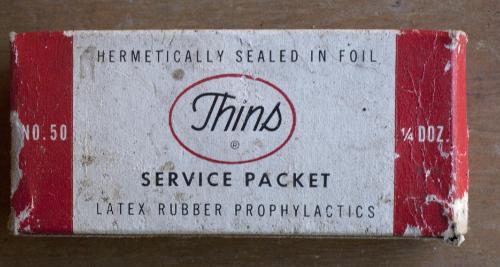 HERMETICALLY SEALED IN FOIL
NO. 50
Thins
®
¼ DOZ.
SERVICE PACKET
LATEX RUBBER PROPHYLACTICS